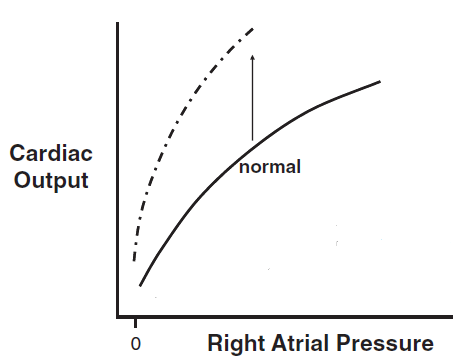 Cardiac
Output
normal
0
Right Atrial Pressure